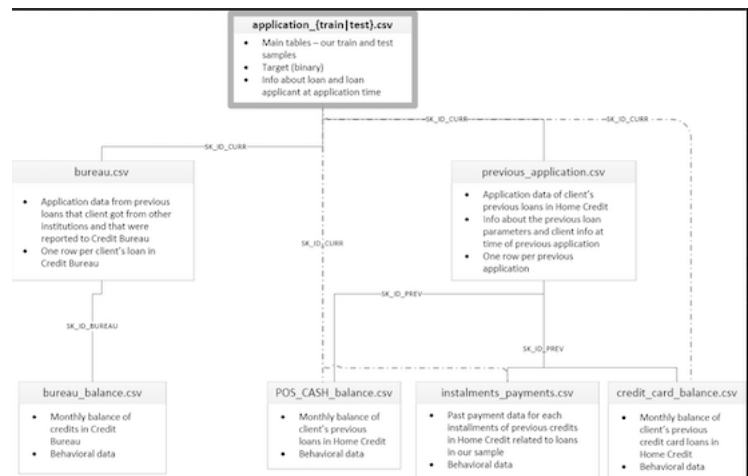 application_{train|test}.csv
• Main tables – our train and test
samples
• Target (binary)
• Info about loan and loan
applicant at application time
SK_ID_CURR
SK_ID_CURR
SK_ID_CURR
bureau.csv
• Application data from previous
loans that client got from other
institutions and that were
reported to Credit Bureau
• One row per client's loan in
Credit Bureau
previous_application.csv
• Application data of client's
previous loans in Home Credit
• Info about the previous loan
parameters and client info at
time of previous application
• One row per previous
application
SK_ID_CURR
SK_ID_PREV
SK_ID_BUREAU
SK_ID_PREV
bureau_balance.csv
• Monthly balance of
credits in Credit
Bureau
• Behavioral data
POS_CASH_balance.csv
• Monthly balance of
client's previous
loans in Home Credit
• Behavioral data
instalments_payments.csv
• Past payment data for each
installments of previous credits
in Home Credit related to loans
in our sample
• Behavioral data
credit_card_balance.csv
• Monthly balance of
client's previous
credit card loans in
Home Credit
• Behavioral data